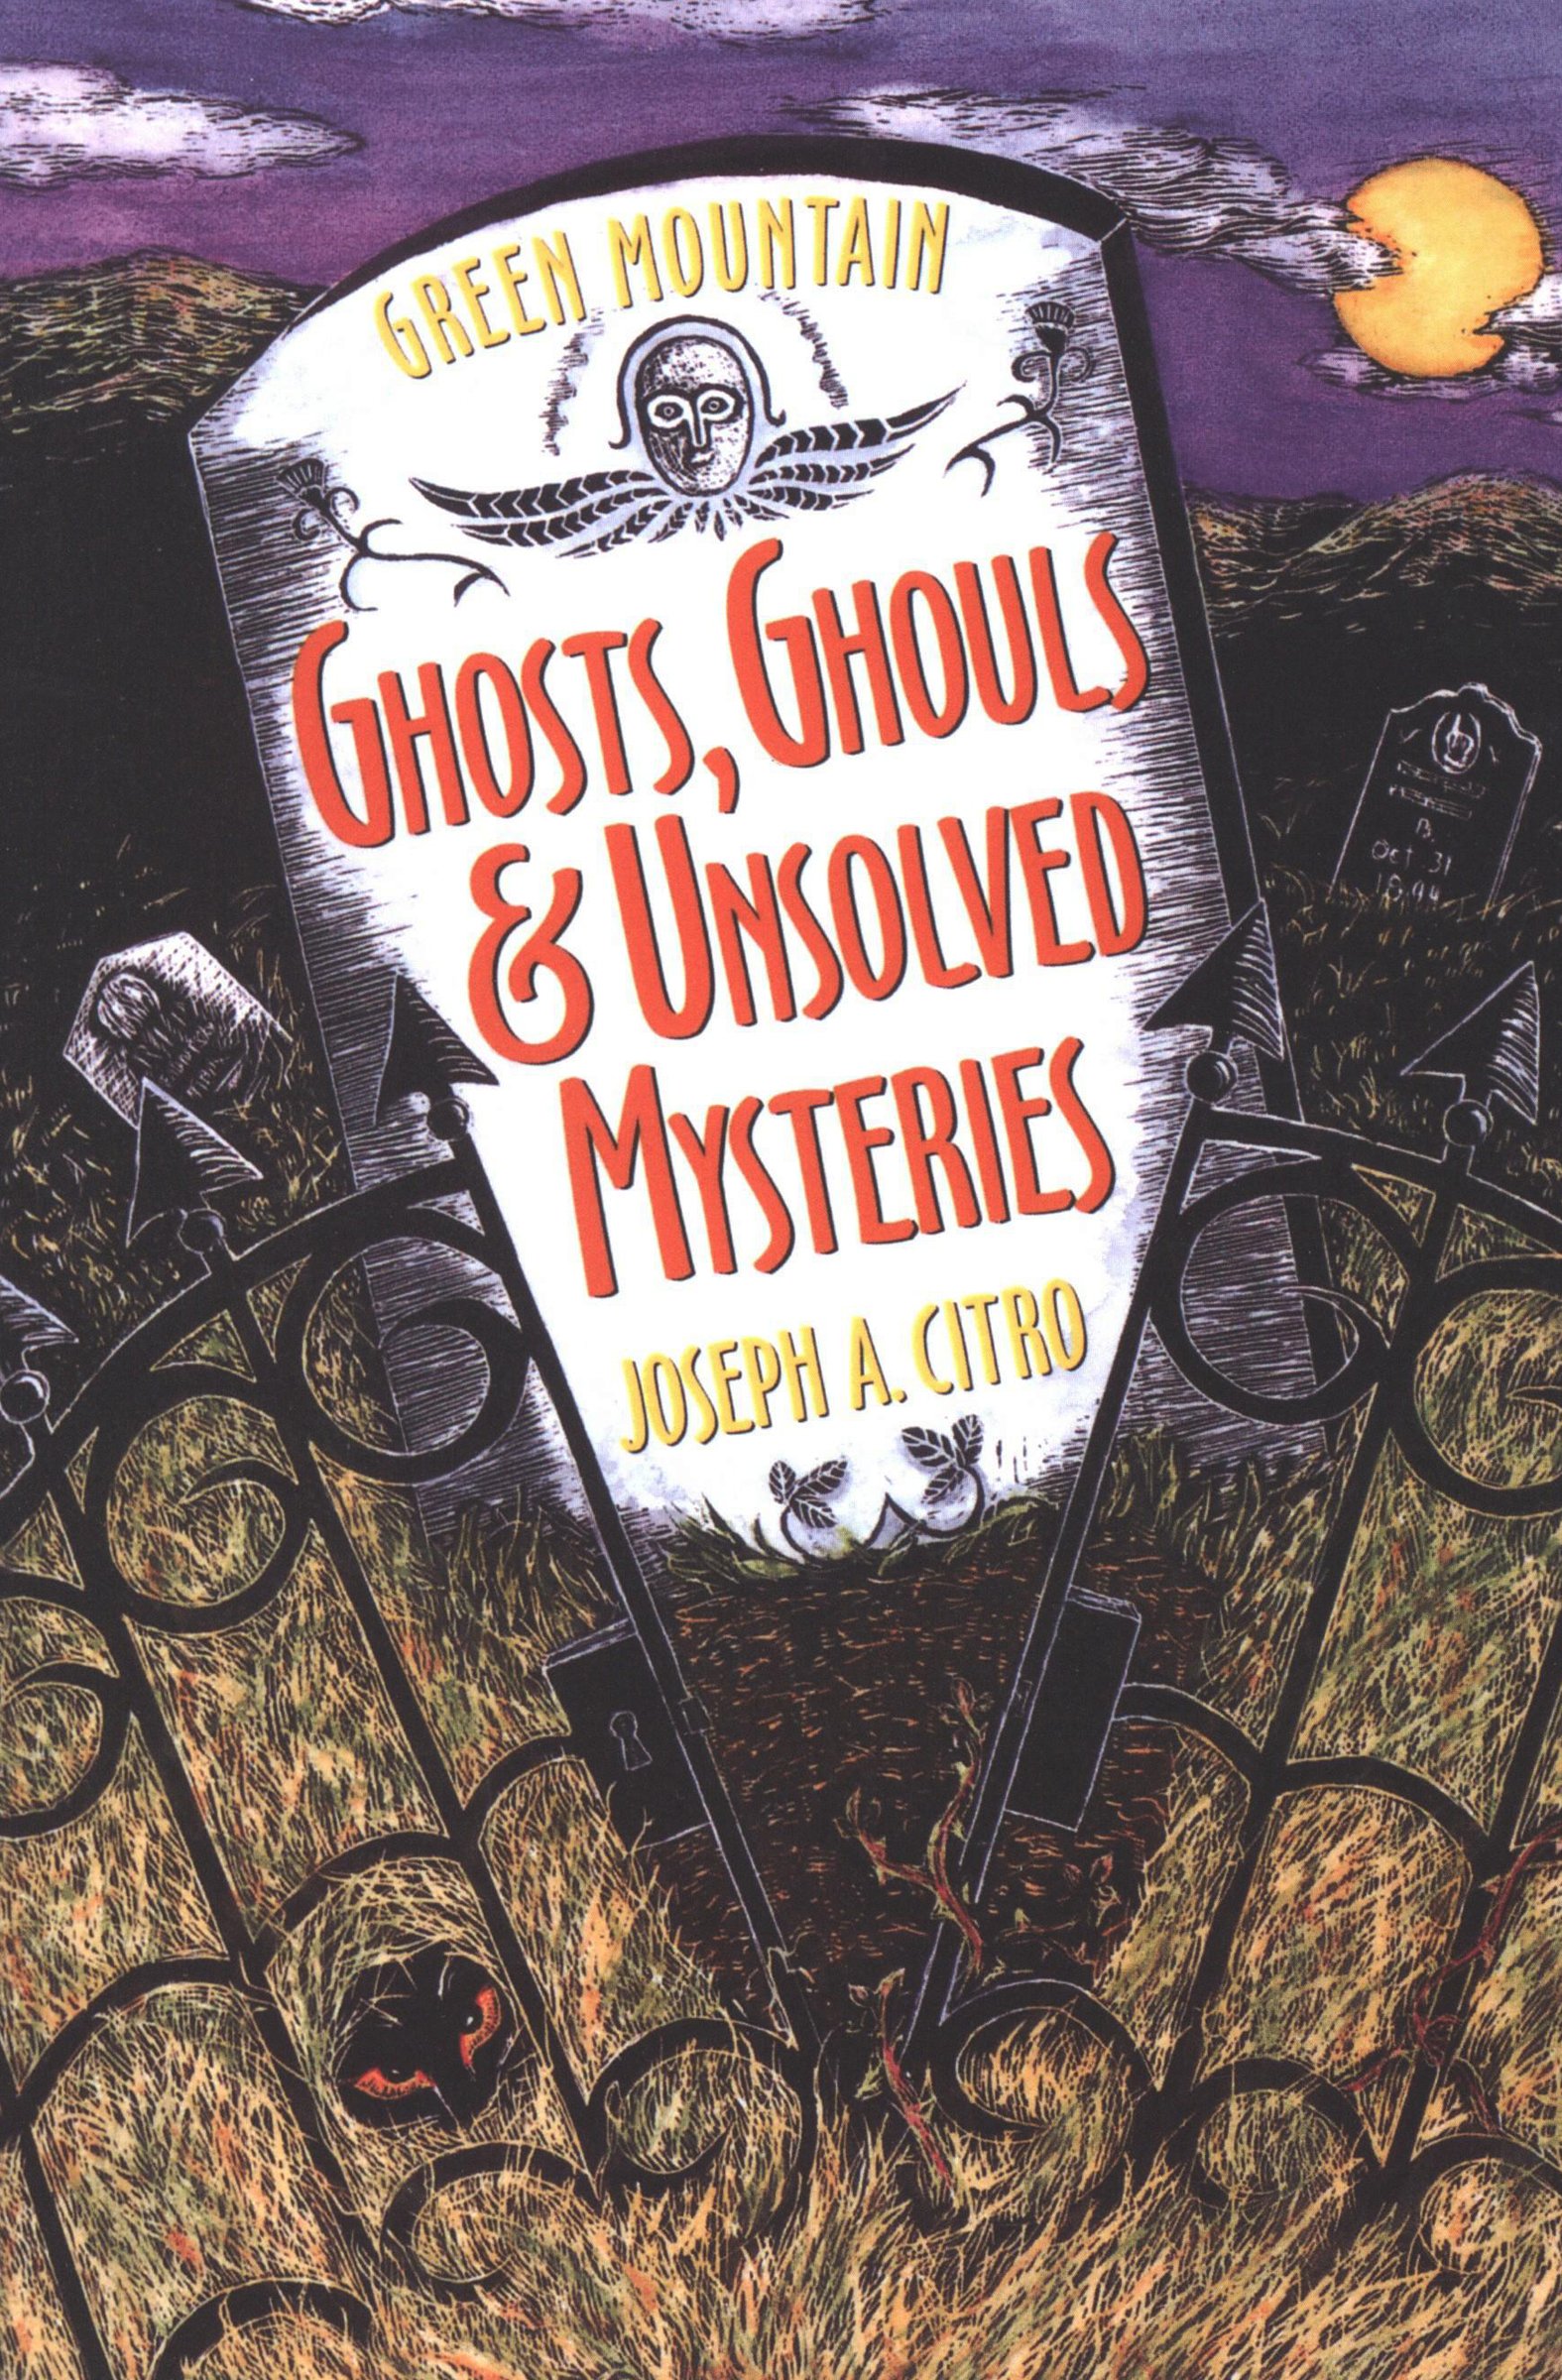 GREEN MOUNTAIN
GHOSTS, GHOULS
& UNSOLVED
MYSTERIES
JOSEPH A. CITRO
B.
Oct 31